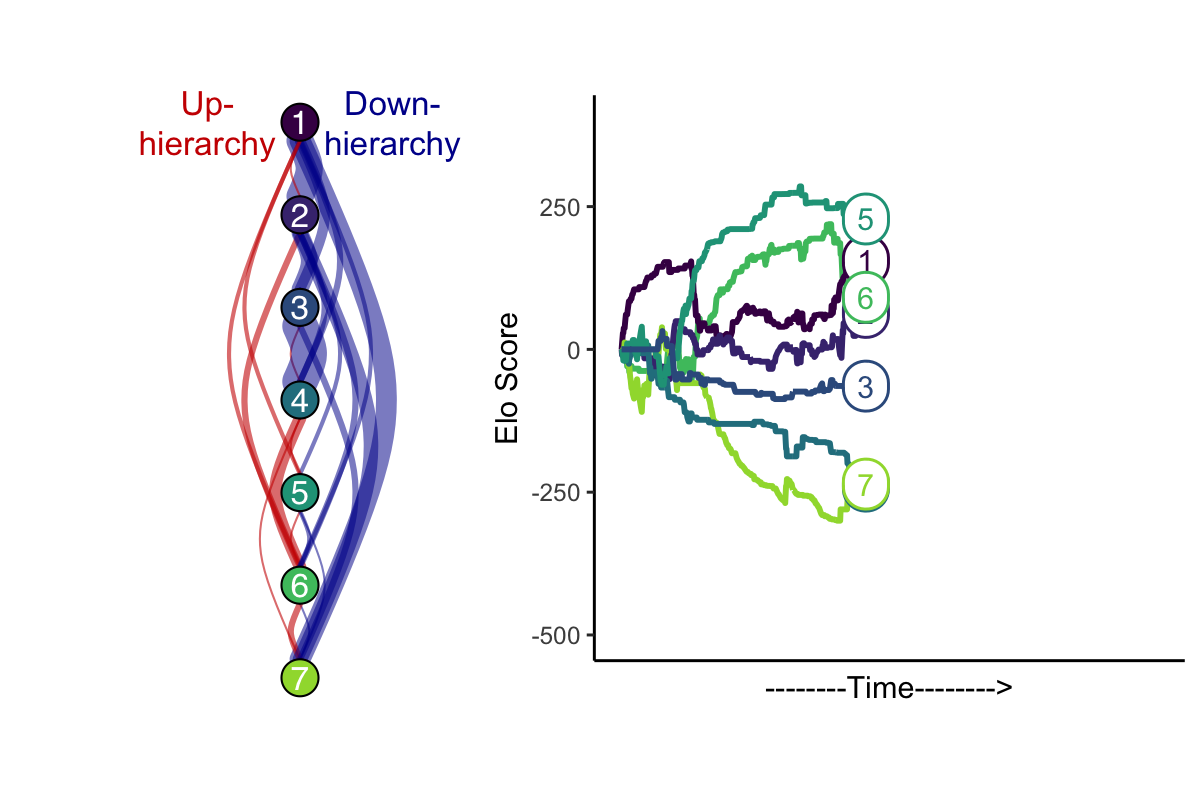 Up-
hierarchy
Down-
hierarchy
1
2
3
4
5
6
7
Elo Score
250
0
-250
-500
5
1
6
3
7
--------Time-------->